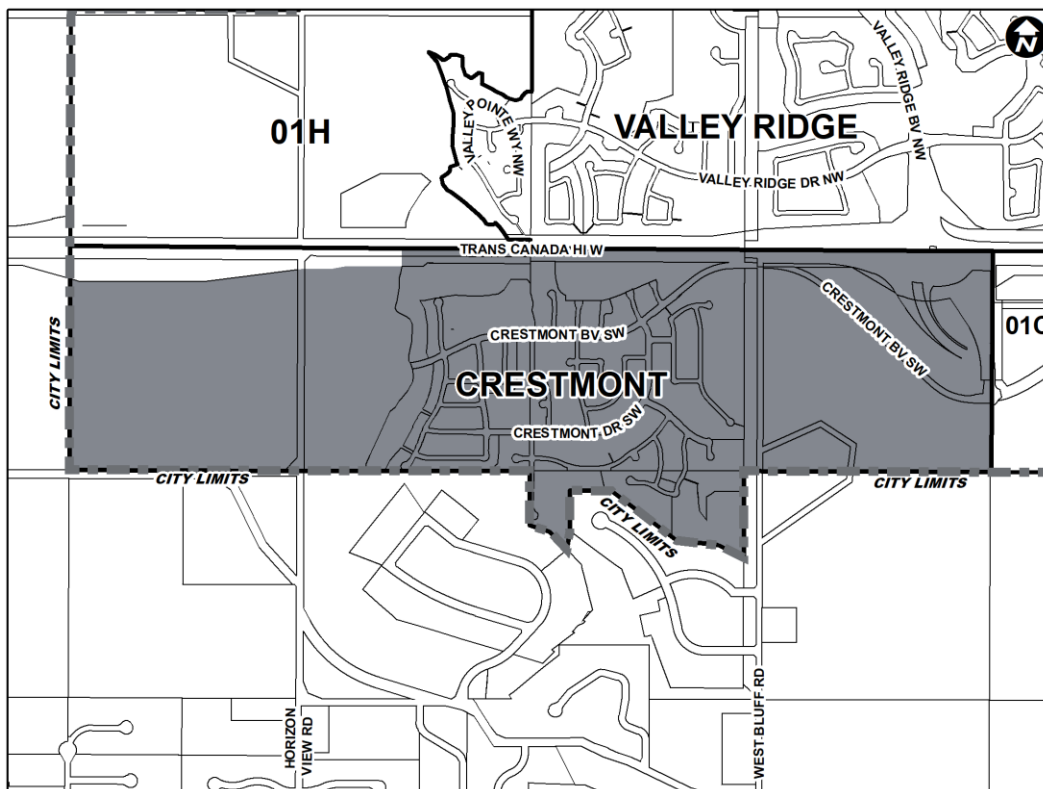 N
01H
VALLEY RIDGE
VALLEY POINTE WY NW
VALLEY RIDGE BV NW
VALLEY RIDGE DR NW
TRANS CANADA HI W
CITY LIMITS
CRESTMONT BV SW
CRESTMONT BV SW
01C
CRESTMONT
CRESTMONT DR SW
CITY LIMITS
CITY LIMITS
CITY LIMITS
HORIZON
VIEW RD
WEST BLUFF RD